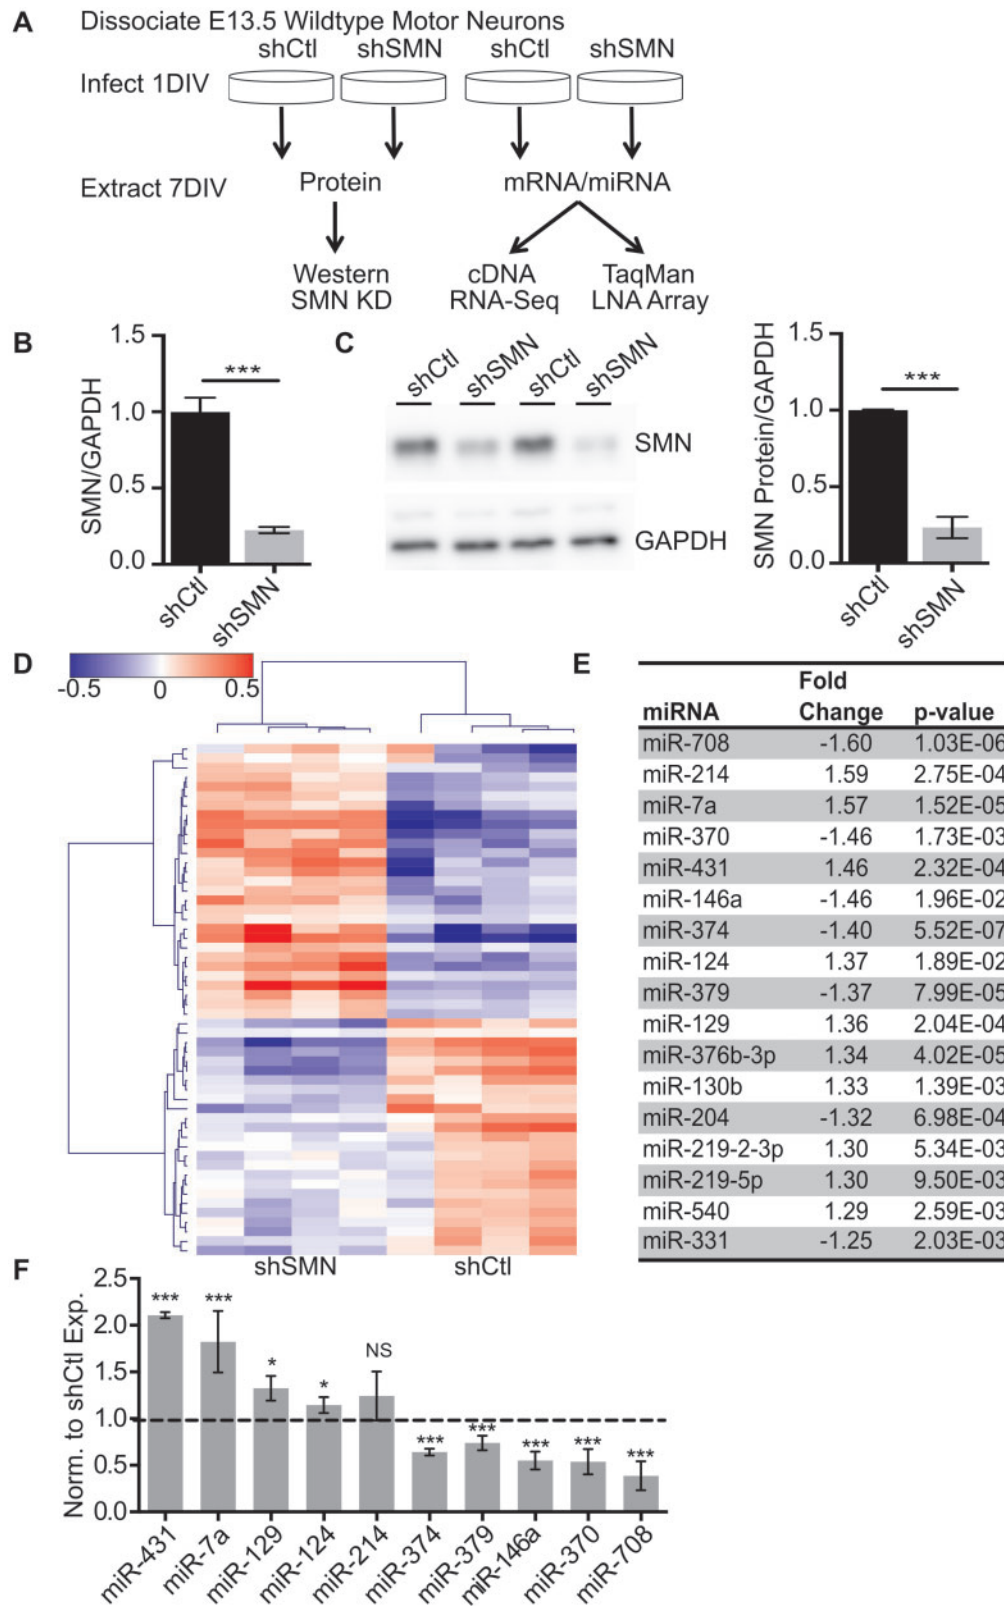 A
Dissociate E13.5 Wildtype Motor Neurons
shCtl shSMN shCtl shSMN
Infect 1DIV
Extract 7DIV
Protein mRNA/miRNA
Western cDNA TaqMan
SMN KD RNA-Seq LNA Array
B
SMN/GAPDH
1.5
1.0
0.5
0.0
***
shCtl
shSMN
C
shCtl shSMN shCtl shSMN
SMN
GAPDH
SMN Protein/GAPDH
1.5
1.0
0.5
0.0
***
shCtl
shSMN
D
-0.5 0 0.5
shSMN shCtl
E
Fold
miRNA Change p-value
miR-708 -1.60 1.03E-06
miR-214 1.59 2.75E-04
miR-7a 1.57 1.52E-05
miR-370 -1.46 1.73E-03
miR-431 1.46 2.32E-04
miR-146a -1.46 1.96E-02
miR-374 -1.40 5.52E-07
miR-124 1.37 1.89E-02
miR-379 -1.37 7.99E-05
miR-129 1.36 2.04E-04
miR-376b-3p 1.34 4.02E-05
miR-130b 1.33 1.39E-03
miR-204 -1.32 6.98E-04
miR-219-2-3p 1.30 5.34E-03
miR-219-5p 1.30 9.50E-03
miR-540 1.29 2.59E-03
miR-331 -1.25 2.03E-03
F
Norm. to shCtl Exp.
2.5
2.0
1.5
1.0
0.5
0.0
*** *** * * NS *** *** *** *** ***
miR-431
miR-7a
miR-129
miR-124
miR-214
miR-374
miR-379
miR-146a
miR-370
miR-708